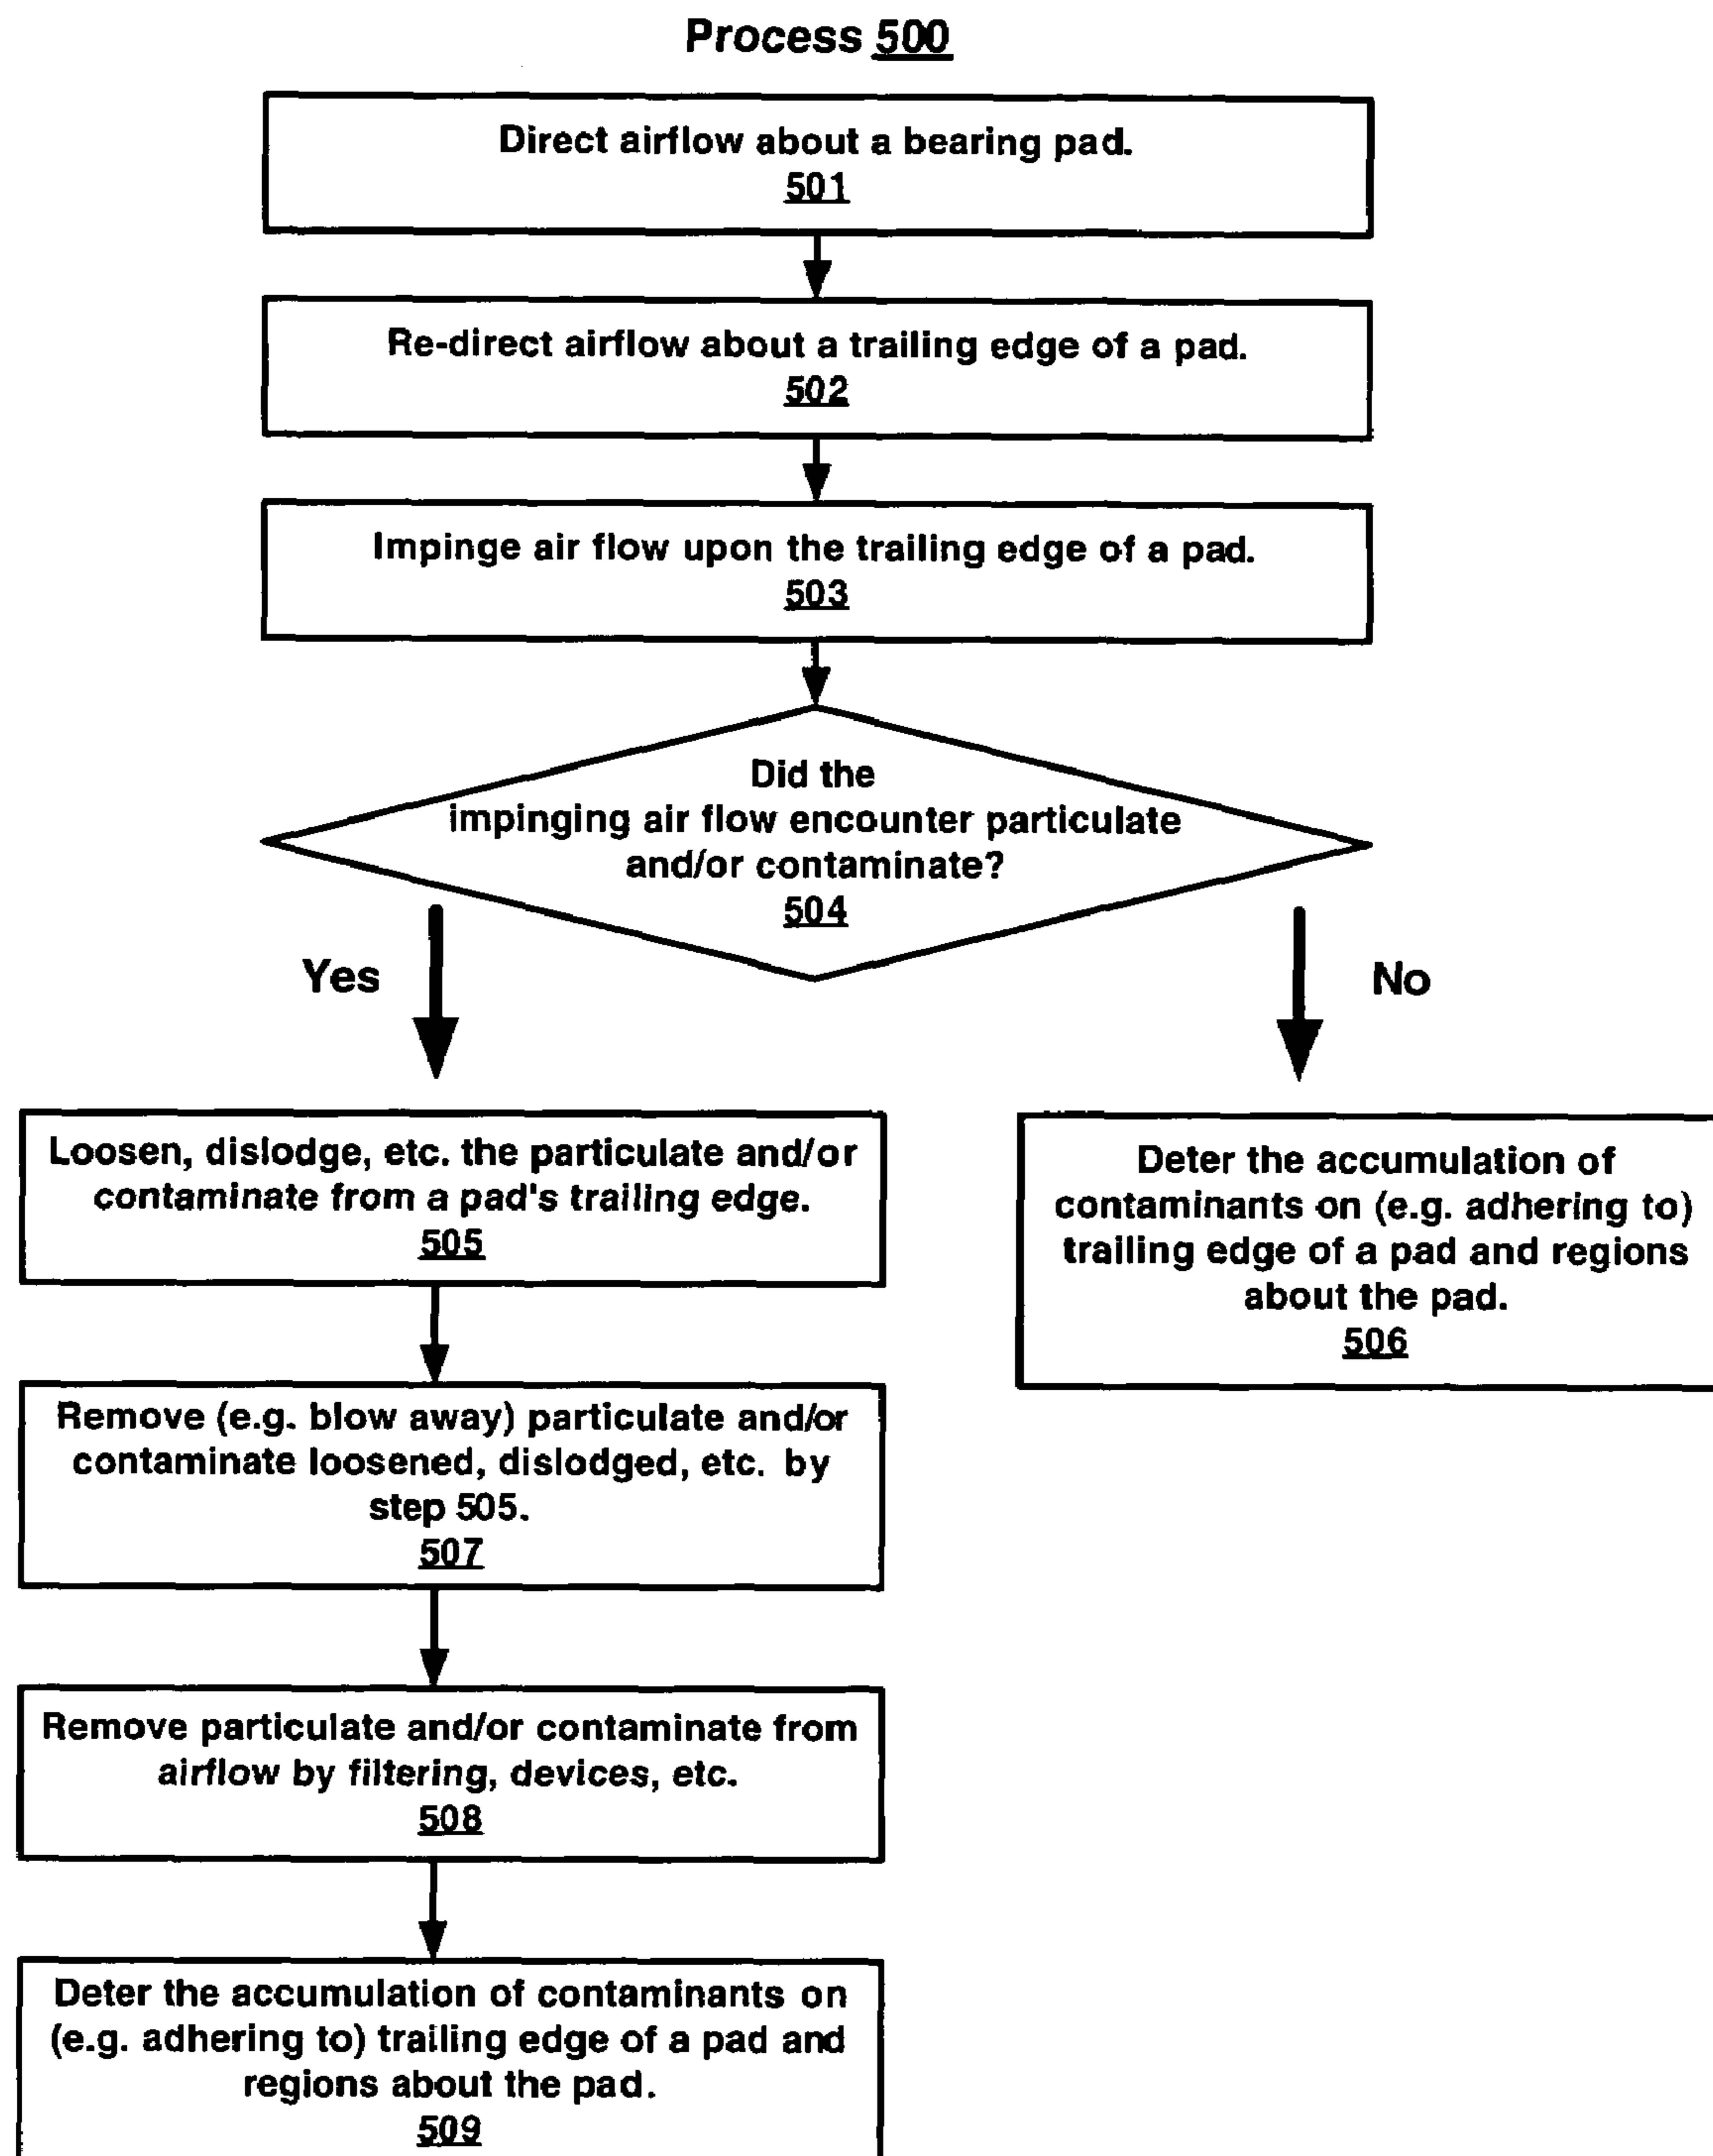 Process 500
Direct airflow about a bearing pad.
501
Re-direct airflow about a trailing edge of a pad.
502
Impinge air flow upon the trailing edge of a pad.
503
Did the
impinging air flow encounter particulate
and/or contaminate?
504
Yes
No
Loosen, dislodge, etc. the particulate and/or
contaminate from a pad's trailing edge.
505
Deter the accumulation of
contaminants on (e.g. adhering to)
trailing edge of a pad and regions
about the pad.
506
Remove (e.g. blow away) particulate and/or
contaminate loosened, dislodged, etc. by
step 505.
507
Remove particulate and/or contaminate from
airflow by filtering, devices, etc.
508
Deter the accumulation of contaminants on
(e.g. adhering to) trailing edge of a pad and
regions about the pad.
509